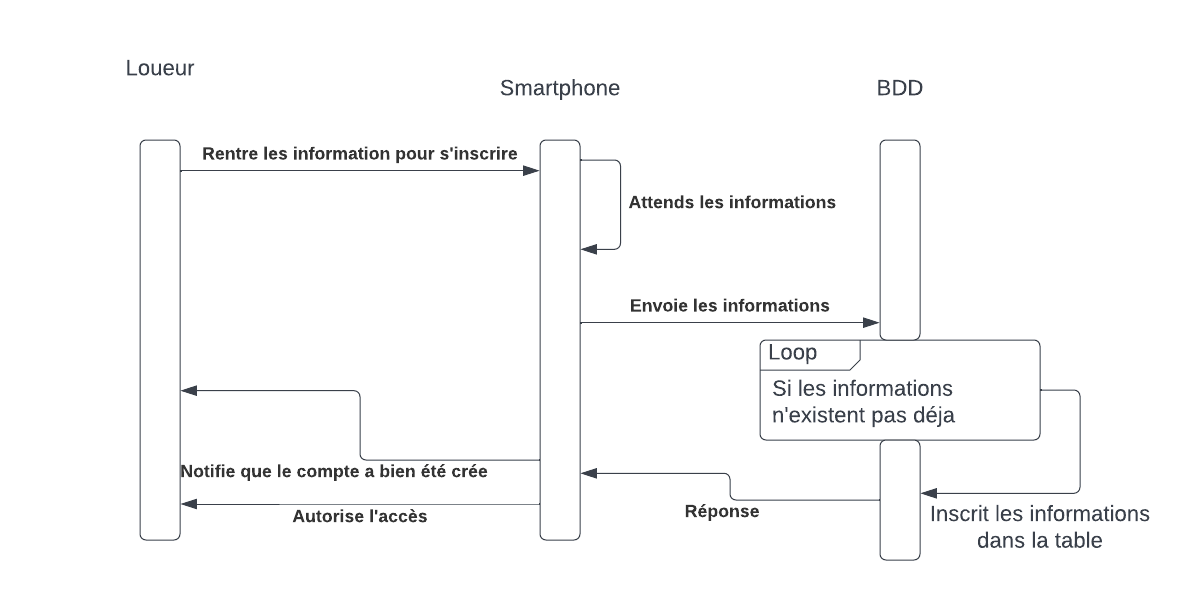 Loueur
Smartphone
BDD
Rentre les information pour s'inscrire
Attends les informations
Envoie les informations
Loop
Si les informations
n'existent pas déja
Notifie que le compte a bien été crée
Réponse
Autorise l'accès
Inscrit les informations
dans la table